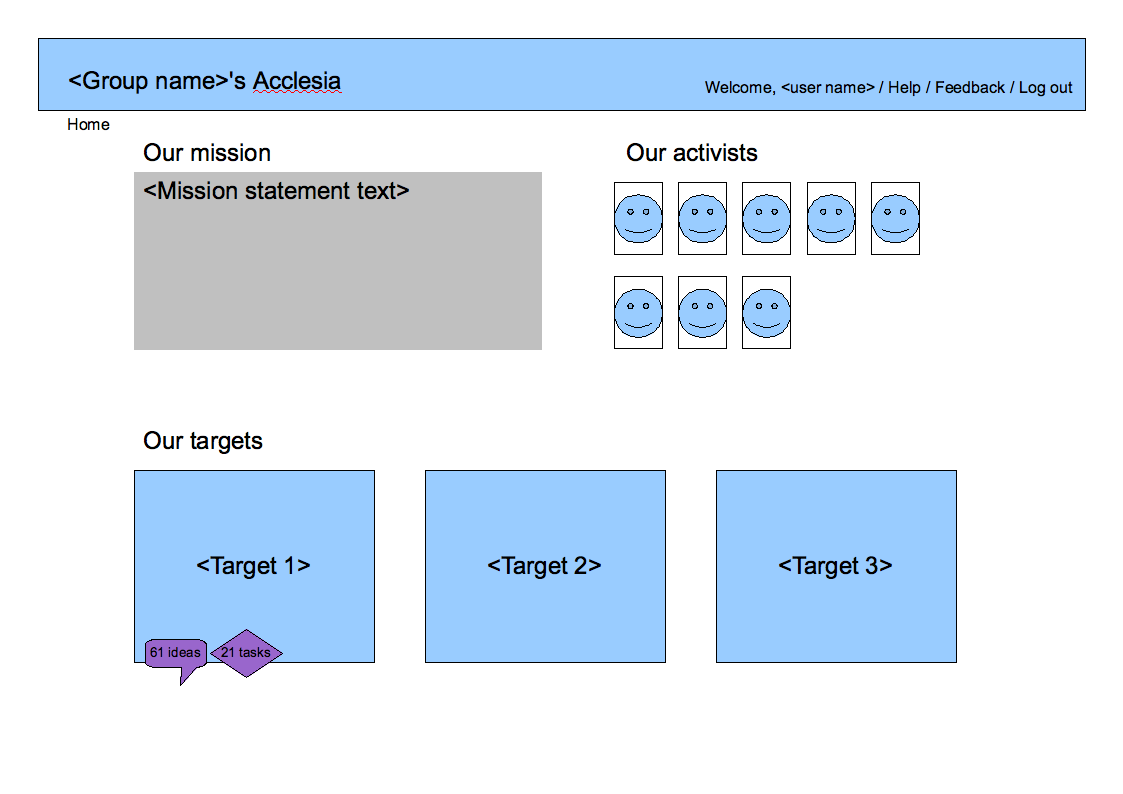 <Group name>'s Acclesia
Welcome, <user name> / Help / Feedback / Log out
Home
Our mission
Our activists
<Mission statement text>
Our targets
<Target 1>
<Target 2>
<Target 3>
61 ideas
21 tasks